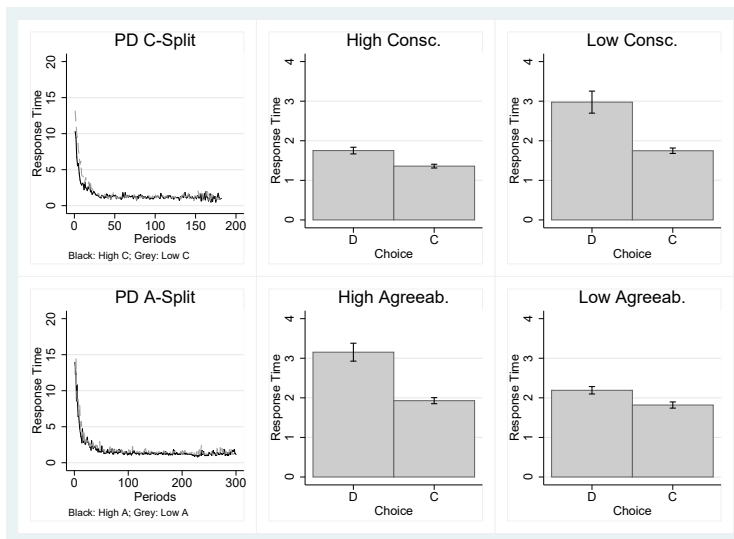 PD C-Split
Response Time
0 5 10 15 20
0 50 100 150 200
Periods
Black: High C; Grey: Low C
High Consc.
Response Time
0 1 2 3 4
D C
Choice
Low Consc.
Response Time
0 1 2 3 4
D C
Choice
PD A-Split
Response Time
0 5 10 15 20
0 100 200 300
Periods
Black: High A; Grey: Low A
High Agreeab.
Response Time
0 1 2 3 4
D C
Choice
Low Agreeab.
Response Time
0 1 2 3 4
D C
Choice